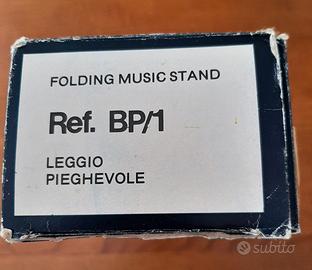 FOLDING MUSIC STAND
Ref. BP/1
LEGGIO
PIEGHEVOLE
subito